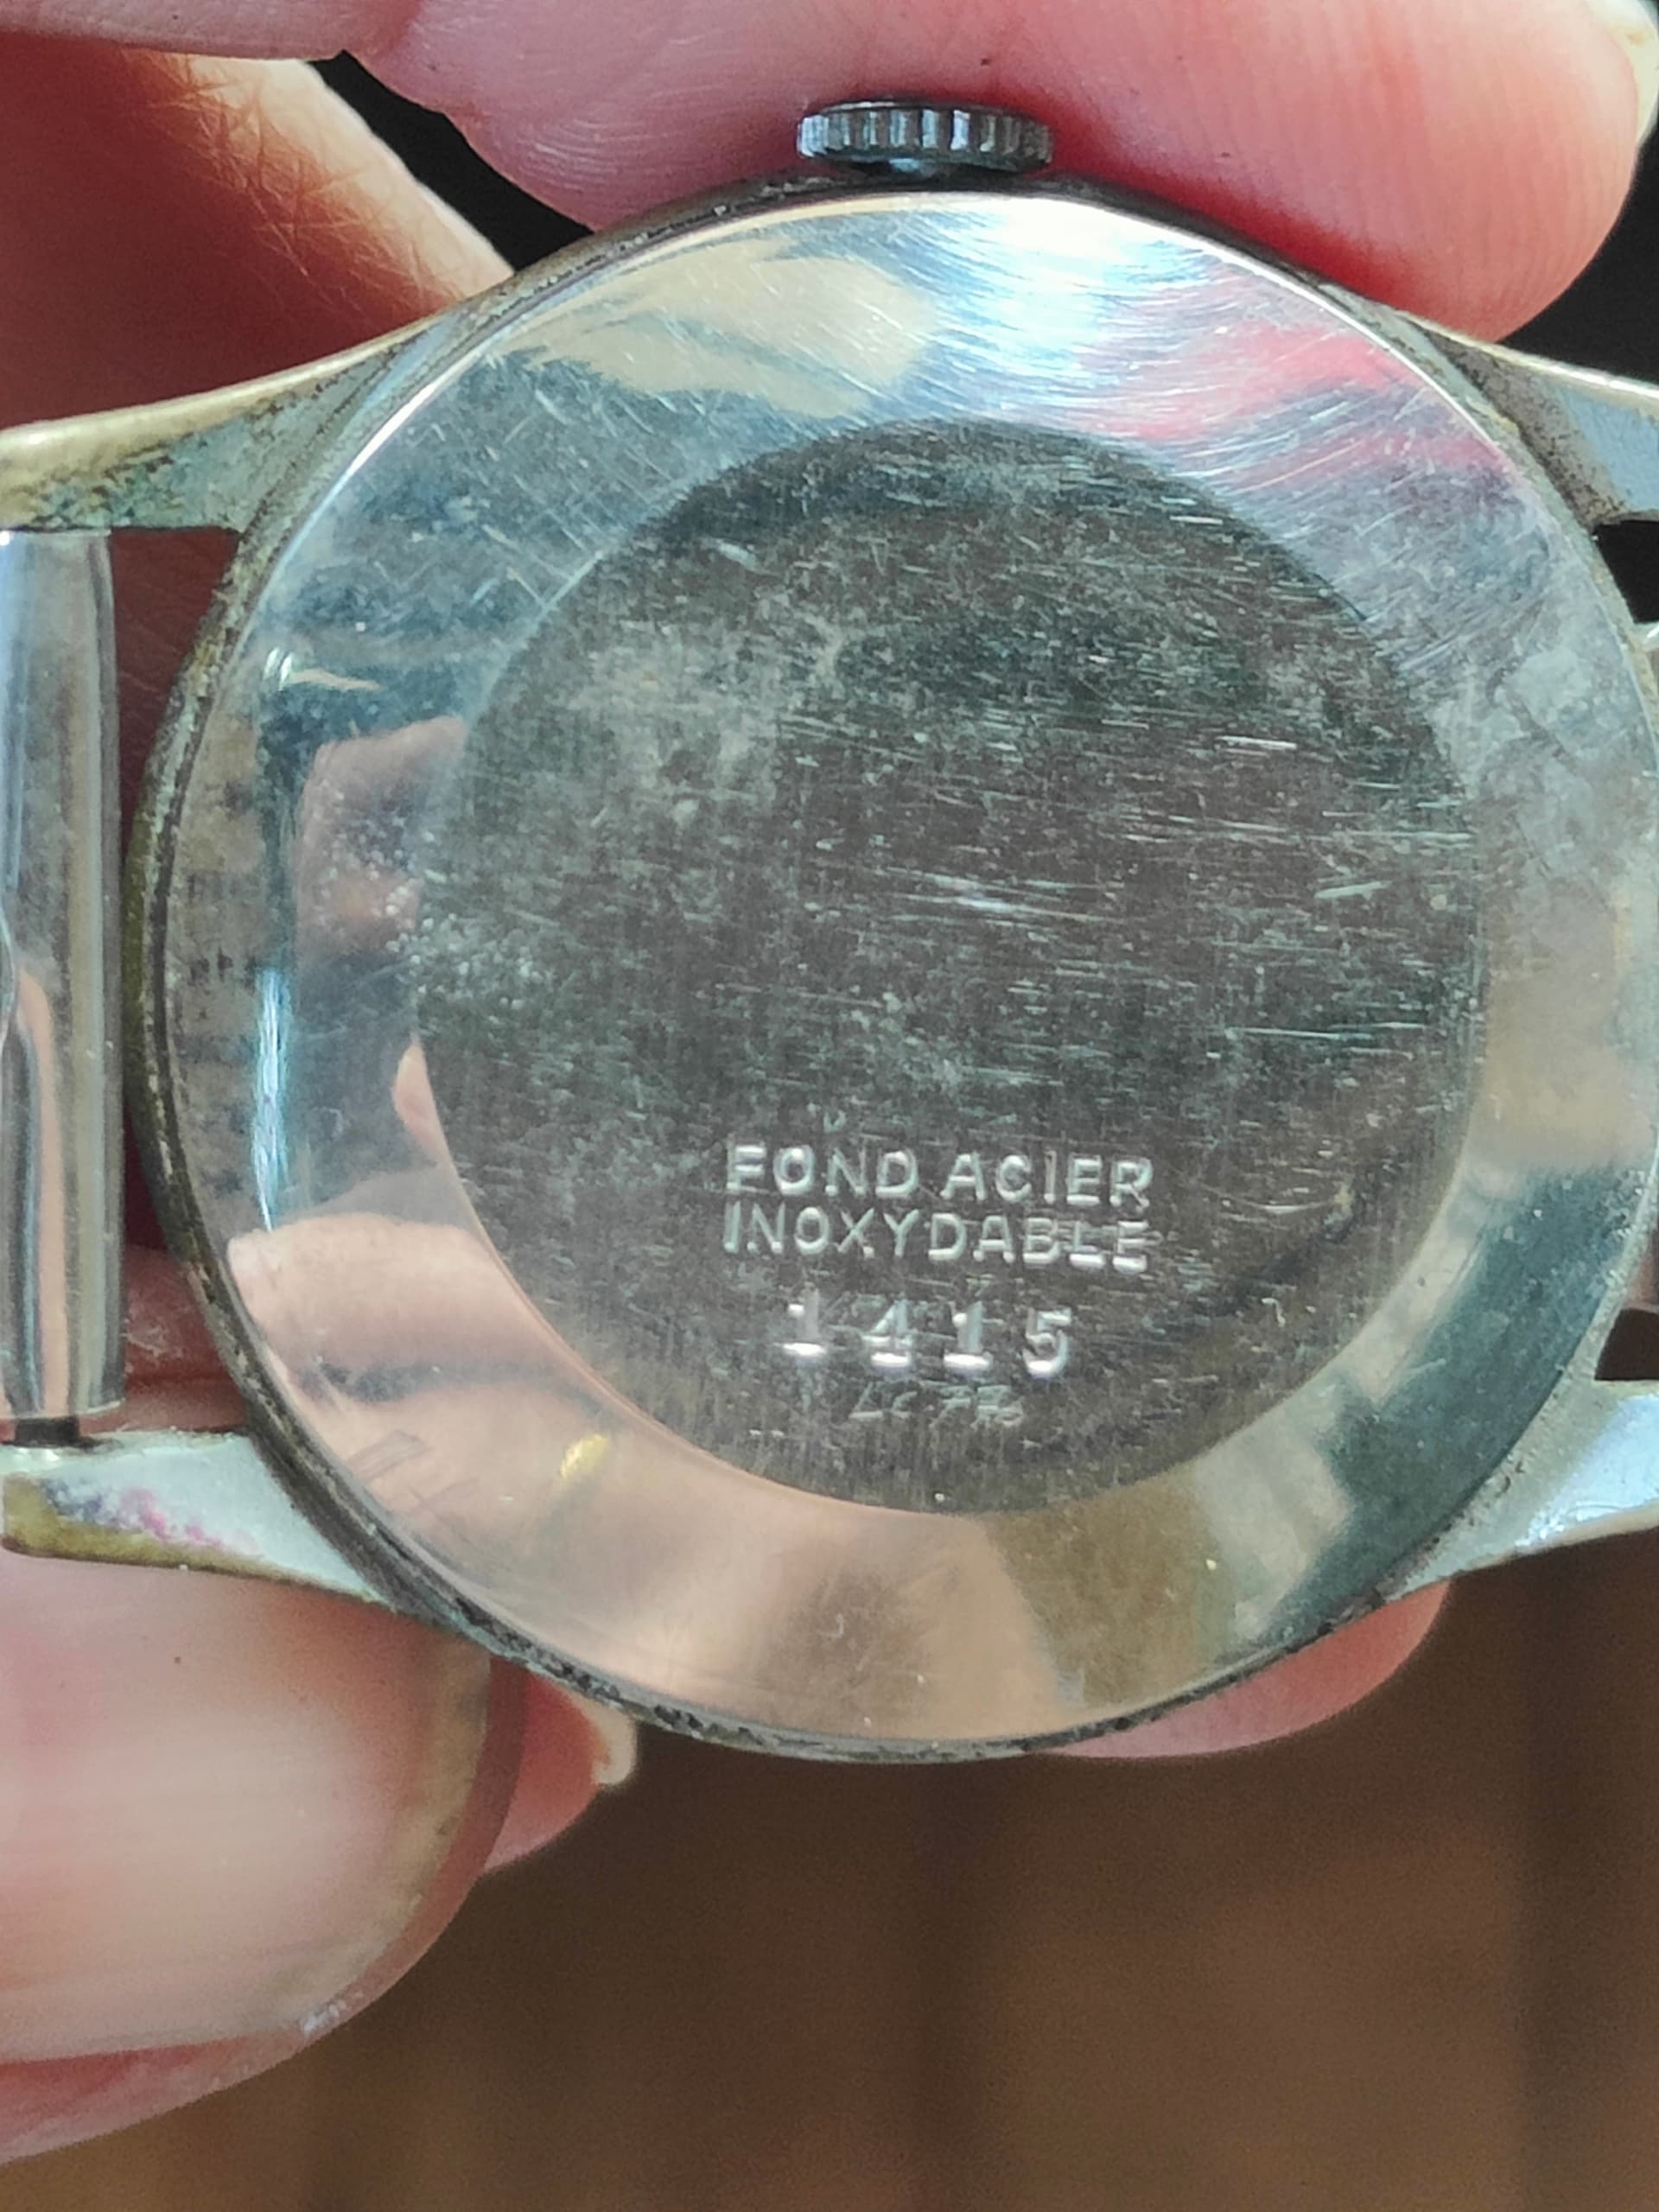 FOND ACIER
INOXYDABLE
1415